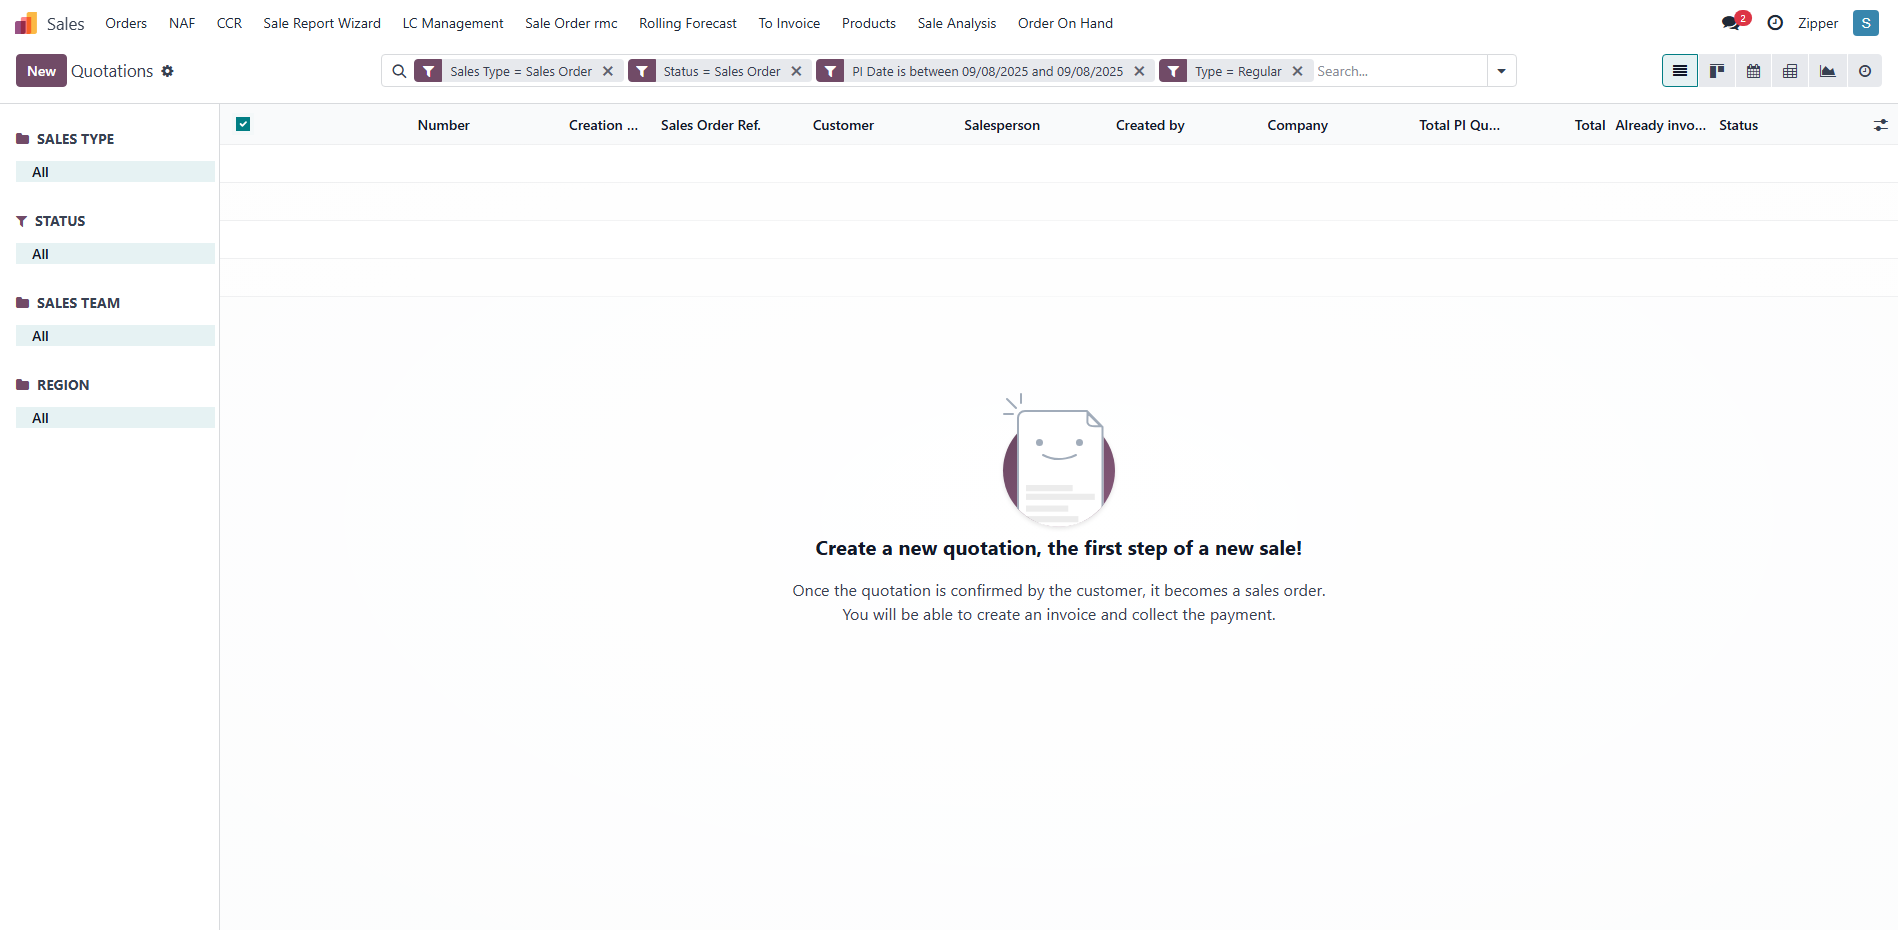 Sales Orders NAF CCR Sale Report Wizard LC Management Sale Order rmc Rolling Forecast To Invoice Products Sale Analysis Order On Hand 2 Zipper S
New Quotations Sales Type = Sales Order Status = Sales Order PI Date is between 09/08/2025 and 09/08/2025 Type = Regular Search...
Number Creation ... Sales Order Ref. Customer Salesperson Created by Company Total PI Qu... Total Already invo... Status
SALES TYPE
All
STATUS
All
SALES TEAM
All
REGION
All
Create a new quotation, the first step of a new sale!
Once the quotation is confirmed by the customer, it becomes a sales order.
You will be able to create an invoice and collect the payment.